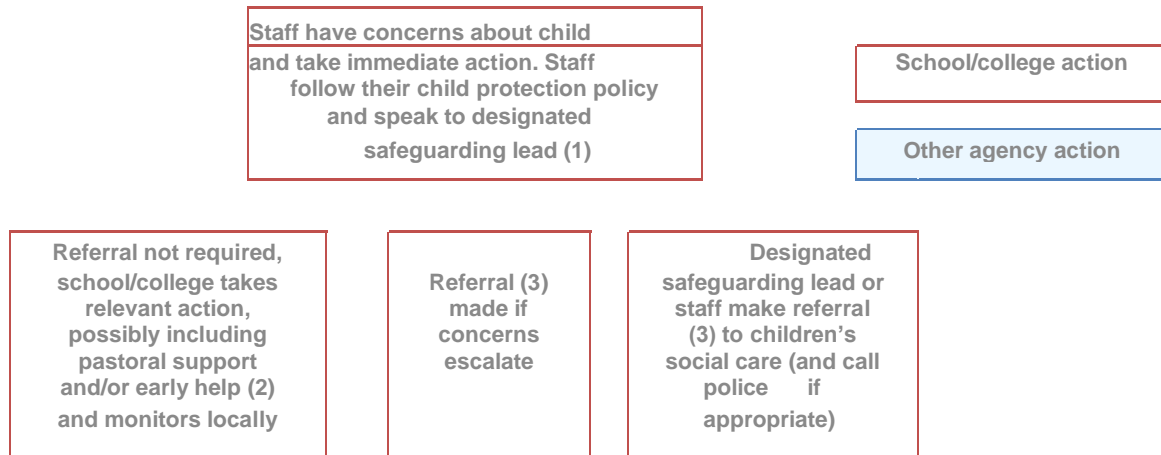 Staff have concerns about child
and take immediate action. Staff
follow their child protection policy
and speak to designated
safeguarding lead (1)
School/college action
Other agency action
Referral not required,
school/college takes
relevant action,
possibly including
pastoral support
and/or early help (2)
and monitors locally
Referral (3)
made if
concerns
escalate
Designated
safeguarding lead or
staff make referral
(3) to children’s
social care (and call
police if
appropriate)